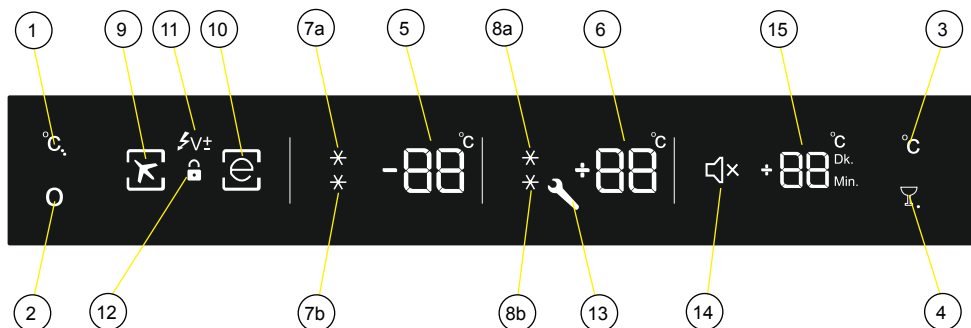 1 9 11 10 7a 5 8a 6 15 3
°C. V± e -88 °C +88 °C +88 °C Dk. Min. °C
O
2 12 7b 8b 13 14 4